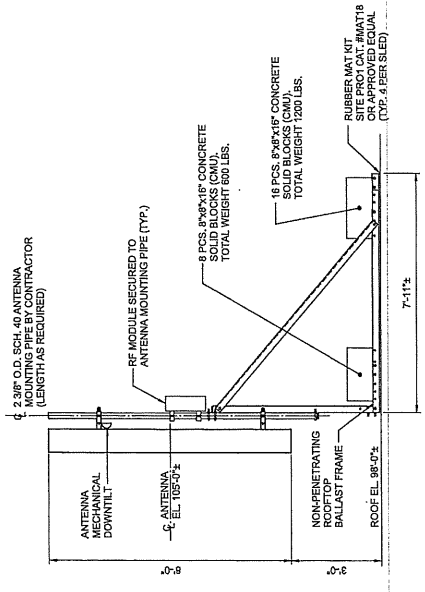 ℄ 2 3/8" O.D. SCH. 40 ANTENNA
MOUNTING PIPE BY CONTRACTOR
(LENGTH AS REQUIRED)
RF MODULE SECURED TO
ANTENNA MOUNTING PIPE (TYP.)
8 PCS. 8"x8"x16" CONCRETE
SOLID BLOCKS (CMU).
TOTAL WEIGHT 600 LBS.
16 PCS. 8"x8"x16" CONCRETE
SOLID BLOCKS (CMU).
TOTAL WEIGHT 1200 LBS.
RUBBER MAT KIT
SITE PRO1 CAT. #MAT18
OR APPROVED EQUAL
(TYP. 4 PER SLED)
ANTENNA
MECHANICAL
DOWNTILT
℄ ANTENNA
EL. 105'-0"±
NON-PENETRATING
ROOFTOP
BALLAST FRAME
ROOF EL. 98'-0"±
8'-0"
3'-0"
7'-11"±